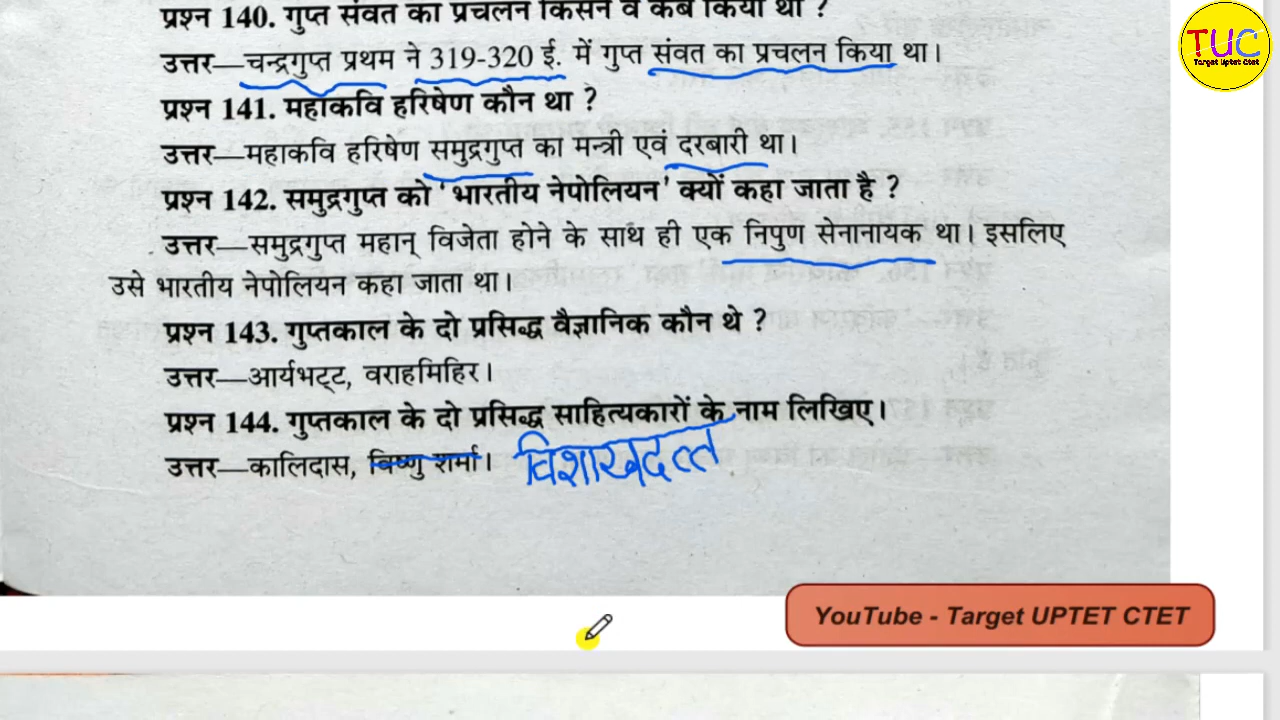 प्रश्न 140. गुप्त संवत का प्रचलन किसने व कब किया था ?
उत्तर—चन्द्रगुप्त प्रथम ने 319-320 ई. में गुप्त संवत का प्रचलन किया था।
प्रश्न 141. महाकवि हरिषेण कौन था ?
उत्तर—महाकवि हरिषेण समुद्रगुप्त का मन्त्री एवं दरबारी था।
प्रश्न 142. समुद्रगुप्त को 'भारतीय नेपोलियन' क्यों कहा जाता है ?
उत्तर—समुद्रगुप्त महान् विजेता होने के साथ ही एक निपुण सेनानायक था। इसलिए
उसे भारतीय नेपोलियन कहा जाता था।
प्रश्न 143. गुप्तकाल के दो प्रसिद्ध वैज्ञानिक कौन थे ?
उत्तर—आर्यभट्ट, वराहमिहिर।
प्रश्न 144. गुप्तकाल के दो प्रसिद्ध साहित्यकारों के नाम लिखिए।
उत्तर—कालिदास, विष्णु शर्मा। विशाखदत्त
TUC
Target Uptet Ctet
YouTube - Target UPTET CTET